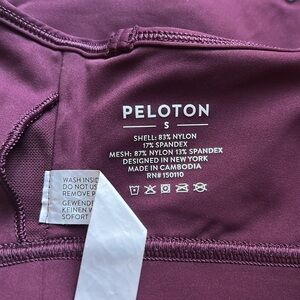 PELOTON
S
SHELL: 83% NYLON
17% SPANDEX
MESH: 87% NYLON 13% SPANDEX
DESIGNED IN NEW YORK
MADE IN CAMBODIA
RN# 150110
WASH INSID
DO NOT US
REMOVE P
GEWENDE
KEINEN W
SOFORT